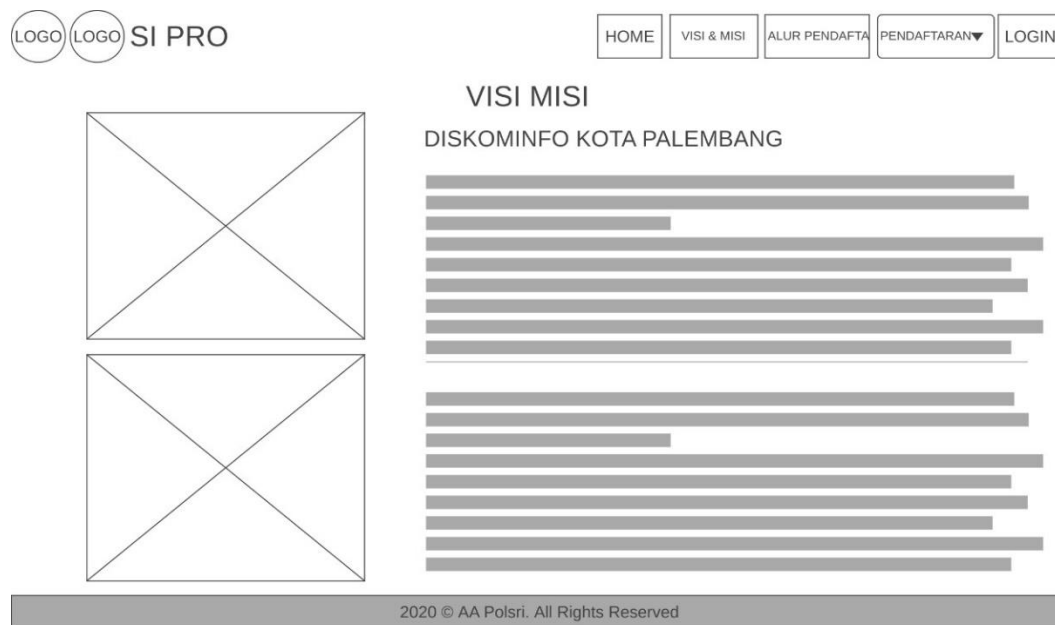 LOGO LOGO SI PRO
HOME VISI & MISI ALUR PENDAFTA PENDAFTARAN LOGIN
VISI MISI
DISKOMINFO KOTA PALEMBANG
2020 © AA Polsri. All Rights Reserved